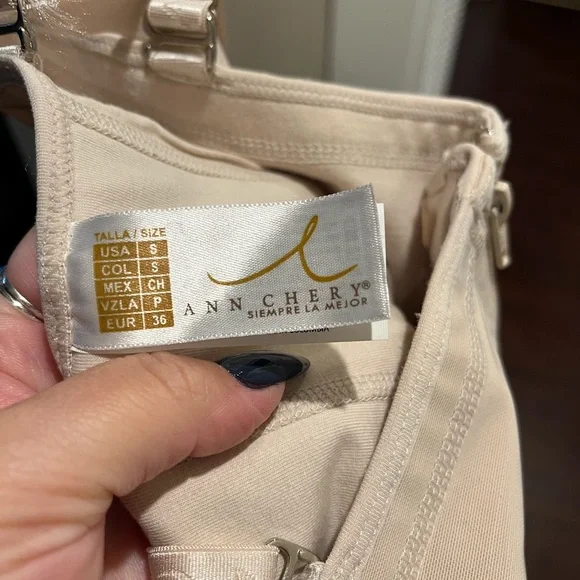 TALLA / SIZE
USA S
COL S
MEX CH
VZLA P
EUR 36
ANN CHERY®
SIEMPRE LA MEJOR